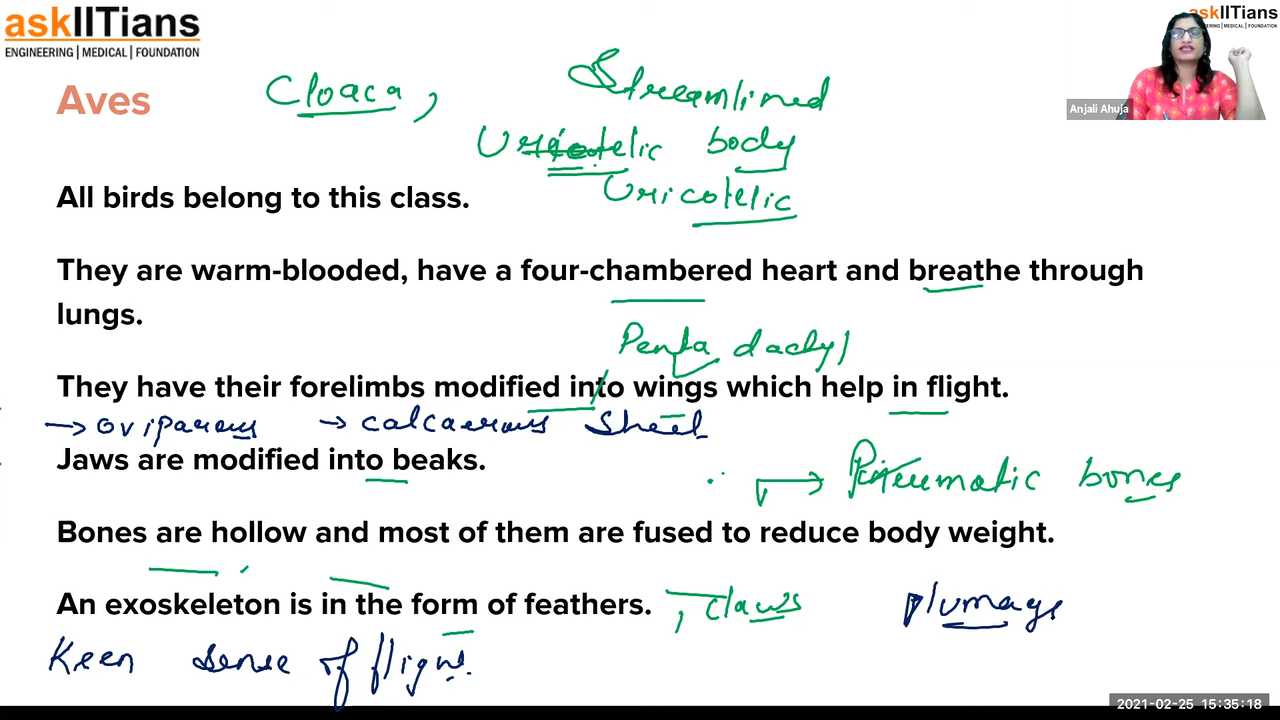 askIITians
ENGINEERING | MEDICAL | FOUNDATION
askIITians
ENGINEERING | MEDICAL | FOUNDATION
Anjali Ahuja
Aves
Cloaca,
Streamlined
body
Uricotelic
All birds belong to this class.
They are warm-blooded, have a four-chambered heart and breathe through
lungs.
Penta dactyl
They have their forelimbs modified into wings which help in flight.
→ oviparous → calcaerous Shell
Jaws are modified into beaks.
→ Pneumatic bones
Bones are hollow and most of them are fused to reduce body weight.
An exoskeleton is in the form of feathers.
, claws
Plumage
Keen sense of flight.
2021-02-25 15:35:18